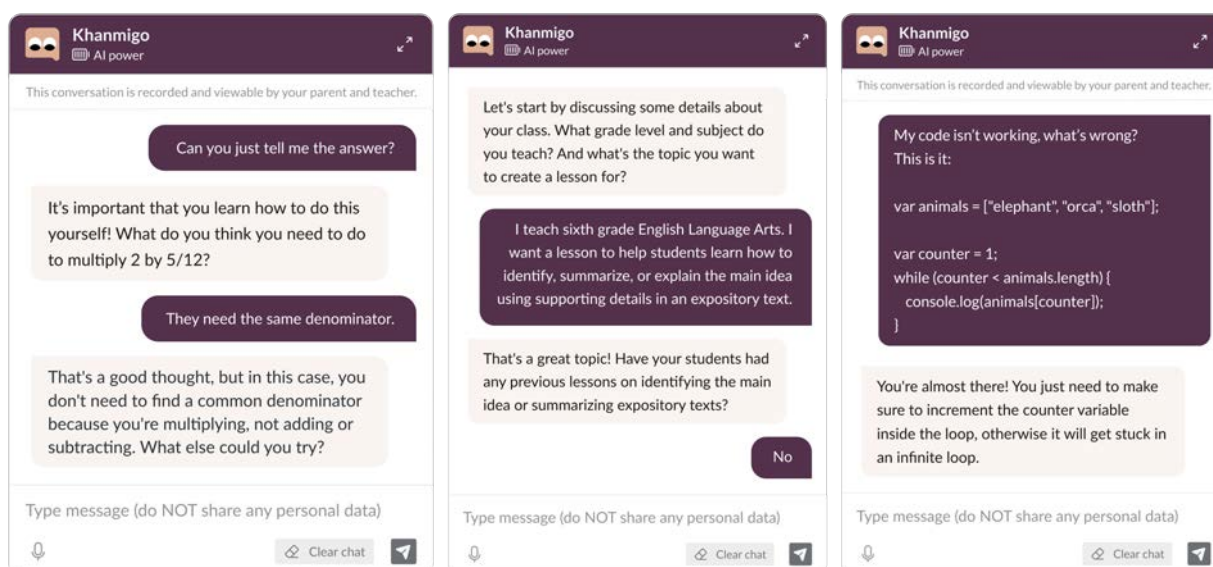 Khanmigo
AI power
This conversation is recorded and viewable by your parent and teacher.
Can you just tell me the answer?
It's important that you learn how to do this
yourself! What do you think you need to do
to multiply 2 by 5/12?
They need the same denominator.
That's a good thought, but in this case, you
don't need to find a common denominator
because you're multiplying, not adding or
subtracting. What else could you try?
Type message (do NOT share any personal data)
Clear chat
Khanmigo
AI power
Let's start by discussing some details about
your class. What grade level and subject do
you teach? And what's the topic you want
to create a lesson for?
I teach sixth grade English Language Arts. I
want a lesson to help students learn how to
identify, summarize, or explain the main idea
using supporting details in an expository text.
That's a great topic! Have your students had
any previous lessons on identifying the main
idea or summarizing expository texts?
No
Type message (do NOT share any personal data)
Clear chat
Khanmigo
AI power
This conversation is recorded and viewable by your parent and teacher.
My code isn't working, what's wrong?
This is it:
var animals = ["elephant", "orca", "sloth"];
var counter = 1;
while (counter < animals.length) {
console.log(animals[counter]);
}
You're almost there! You just need to make
sure to increment the counter variable
inside the loop, otherwise it will get stuck in
an infinite loop.
Type message (do NOT share any personal data)
Clear chat